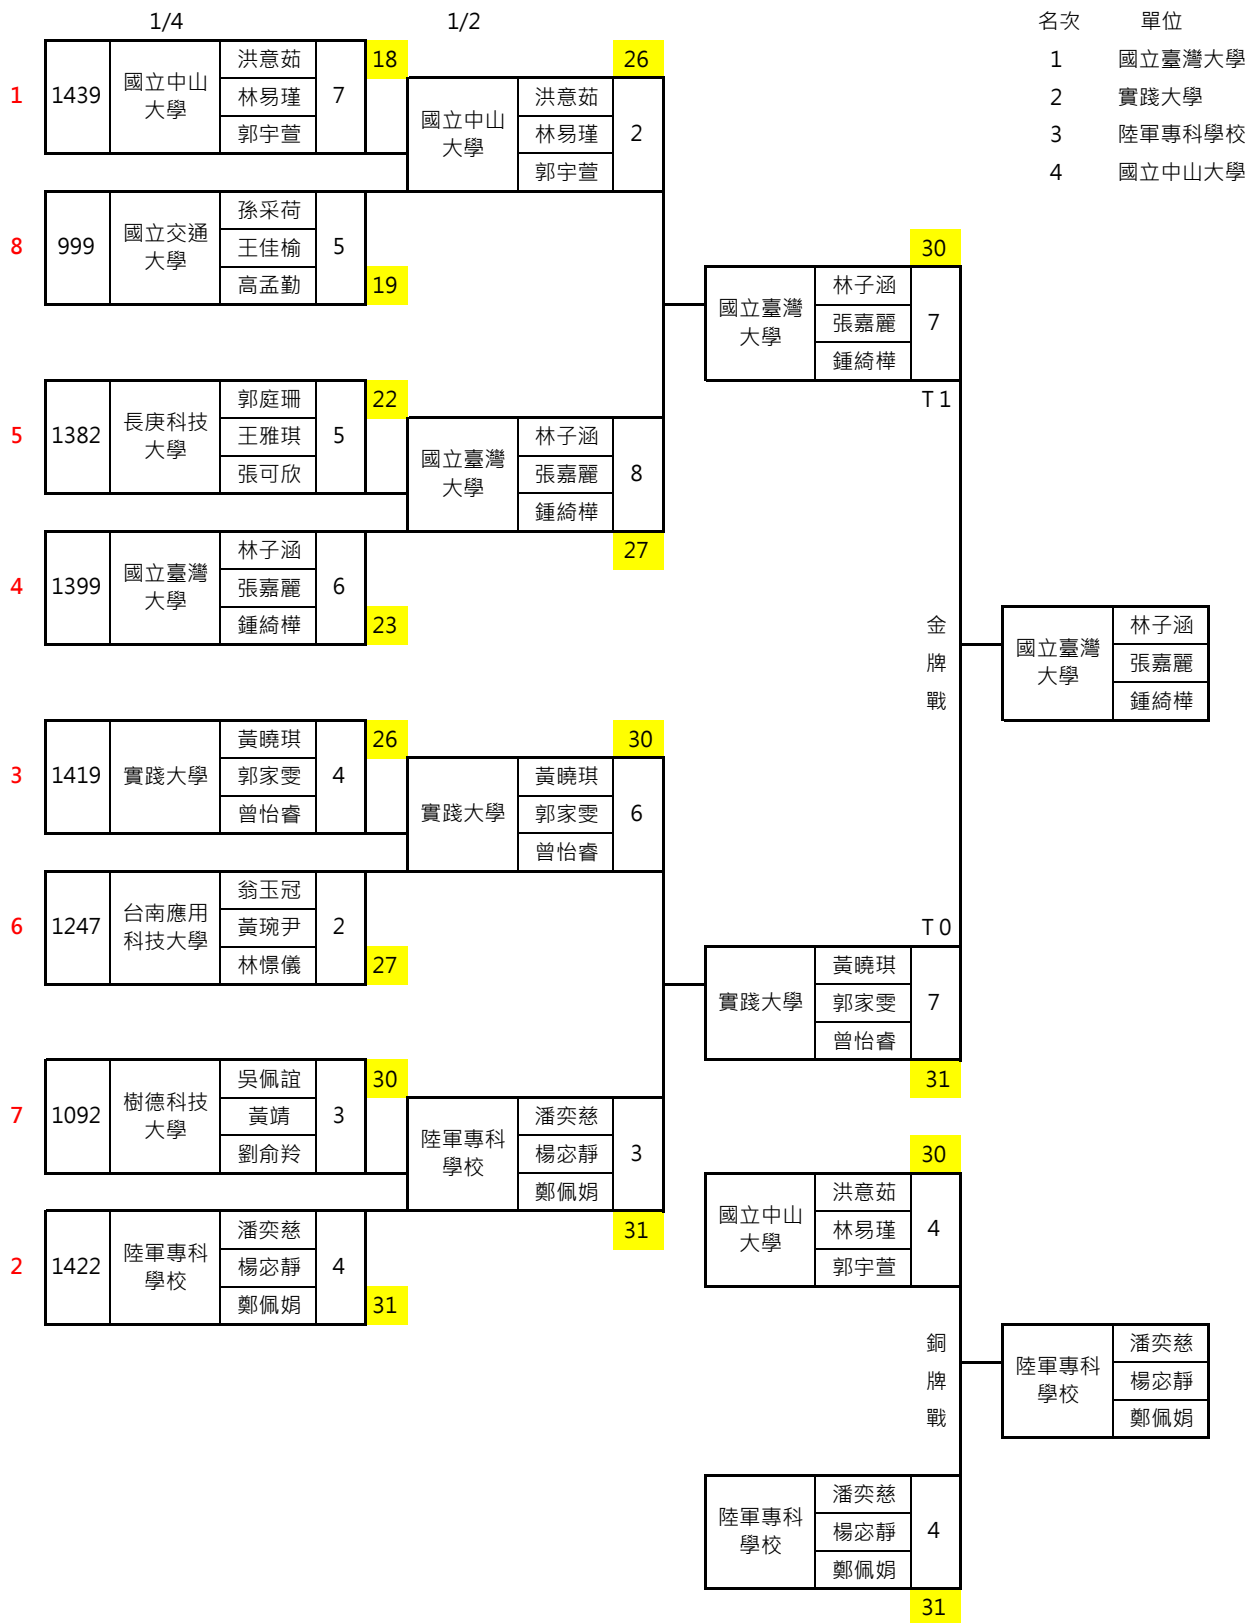 1/4
1/2
名次 單位
1 國立臺灣大學
2 實踐大學
3 陸軍專科學校
4 國立中山大學
1
1439
國立中山
大學
洪意茹
林易瑾
郭宇萱
7
18
8
999
國立交通
大學
孫采荷
王佳榆
高孟勤
5
19
5
1382
長庚科技
大學
郭庭珊
王雅琪
張可欣
5
22
4
1399
國立臺灣
大學
林子涵
張嘉麗
鍾綺樺
6
23
3
1419
實踐大學
黃曉琪
郭家雯
曾怡睿
4
26
6
1247
台南應用
科技大學
翁玉冠
黃琬尹
林憬儀
2
27
7
1092
樹德科技
大學
吳佩誼
黃靖
劉俞羚
3
30
2
1422
陸軍專科
學校
潘奕慈
楊宓靜
鄭佩娟
4
31
26
國立中山
大學
洪意茹
林易瑾
郭宇萱
2
國立臺灣
大學
林子涵
張嘉麗
鍾綺樺
8
27
30
實踐大學
黃曉琪
郭家雯
曾怡睿
6
陸軍專科
學校
潘奕慈
楊宓靜
鄭佩娟
3
31
30
國立臺灣
大學
林子涵
張嘉麗
鍾綺樺
7
T1
金
牌
戰
T0
實踐大學
黃曉琪
郭家雯
曾怡睿
7
31
國立臺灣
大學
林子涵
張嘉麗
鍾綺樺
30
國立中山
大學
洪意茹
林易瑾
郭宇萱
4
銅
牌
戰
陸軍專科
學校
潘奕慈
楊宓靜
鄭佩娟
4
31
陸軍專科
學校
潘奕慈
楊宓靜
鄭佩娟